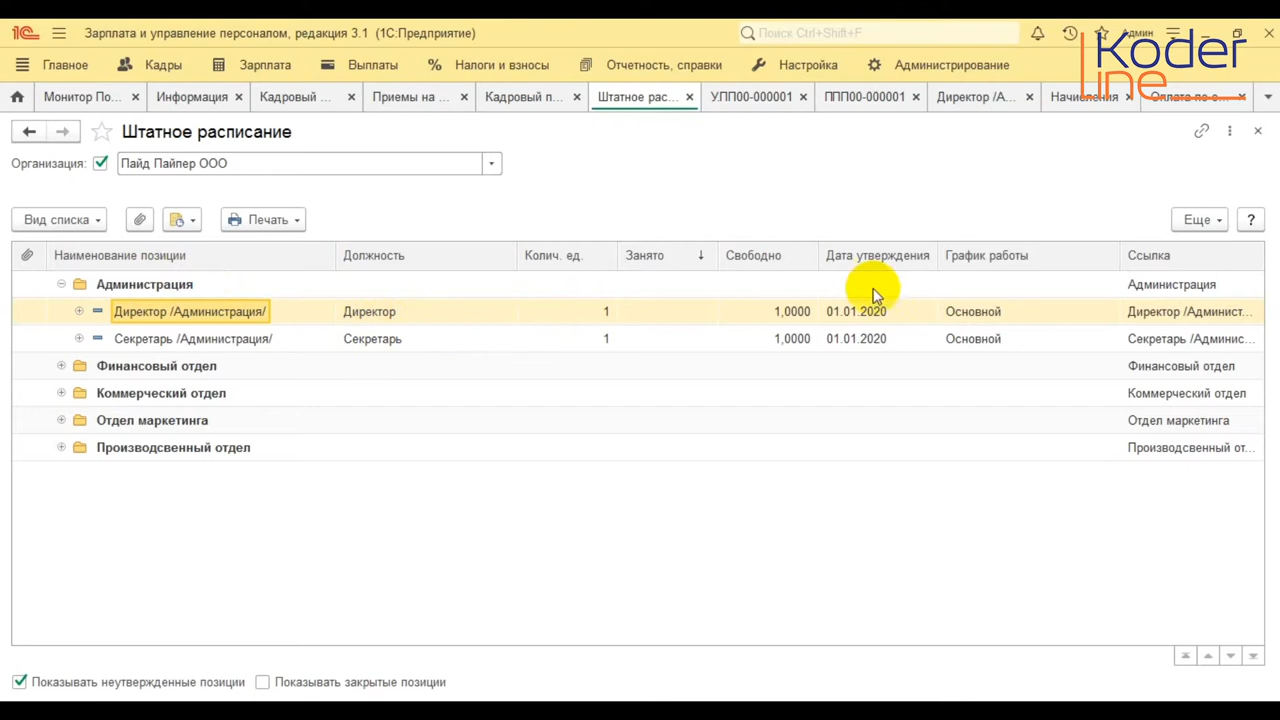 1С Зарплата и управление персоналом, редакция 3.1 (1С:Предприятие) Поиск Ctrl+Shift+F Админ
Koder line
Главное Кадры Зарплата Выплаты Налоги и взносы Отчетность, справки Настройка Администрирование
Монитор По... Информация Кадровый ... Приемы на ... Кадровый п... Штатное рас... УЛП00-000001 ППП00-000001 Директор /А... Начисления Оплата по о...
Штатное расписание
Организация: Пайд Пайпер ООО
Вид списка Печать Еще ?
Наименование позиции Должность Колич. ед. Занято ↓ Свободно Дата утверждения График работы Ссылка
Администрация Администрация
Директор /Администрация/ Директор 1 1,0000 01.01.2020 Основной Директор /Админист...
Секретарь /Администрация/ Секретарь 1 1,0000 01.01.2020 Основной Секретарь /Админис...
Финансовый отдел Финансовый отдел
Коммерческий отдел Коммерческий отдел
Отдел маркетинга Отдел маркетинга
Производсвенный отдел Производсвенный от...
Показывать неутвержденные позиции Показывать закрытые позиции